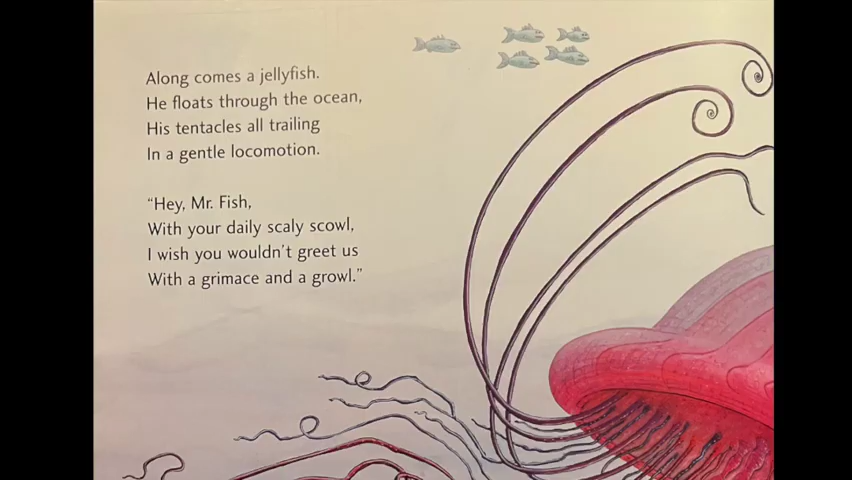 Along comes a jellyfish.
He floats through the ocean,
His tentacles all trailing
In a gentle locomotion.
“Hey, Mr. Fish,
With your daily scaly scowl,
I wish you wouldn’t greet us
With a grimace and a growl.”